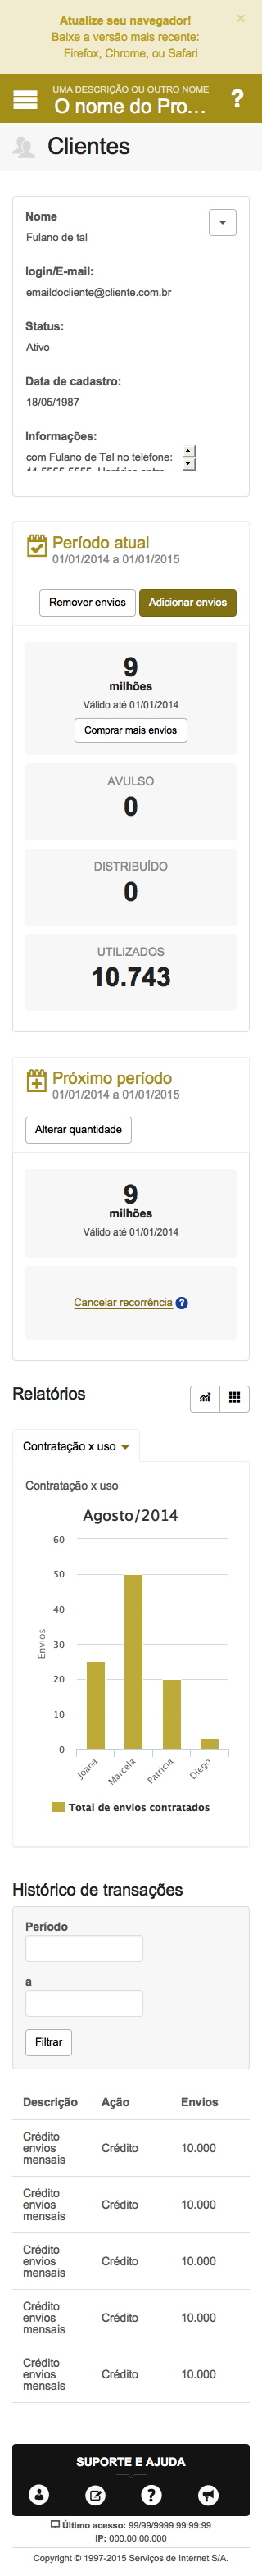 Atualize seu navegador!
×
Baixe a versão mais recente:
Firefox, Chrome, ou Safari
UMA DESCRIÇÃO OU OUTRO NOME
O nome do Pro...
?
Clientes
Nome
Fulano de tal
login/E-mail:
emaildocliente@cliente.com.br
Status:
Ativo
Data de cadastro:
18/05/1987
Informações:
com Fulano de Tal no telefone:
Período atual
01/01/2014 a 01/01/2015
Remover envios
Adicionar envios
9
milhões
Válido até 01/01/2014
Comprar mais envios
AVULSO
0
DISTRIBUÍDO
0
UTILIZADOS
10.743
Próximo período
01/01/2014 a 01/01/2015
Alterar quantidade
9
milhões
Válido até 01/01/2014
Cancelar recorrência ?
Relatórios
Contratação x uso
Contratação x uso
Agosto/2014
Envios
60
50
40
30
20
10
0
Joana
Marcela
Patricia
Diego
Total de envios contratados
Histórico de transações
Período
a
Filtrar
Descrição Ação Envios
Crédito envios mensais Crédito 10.000
Crédito envios mensais Crédito 10.000
Crédito envios mensais Crédito 10.000
Crédito envios mensais Crédito 10.000
Crédito envios mensais Crédito 10.000
SUPORTE E AJUDA
?
Último acesso: 99/99/9999 99:99:99
IP: 000.00.00.000
Copyright © 1997-2015 Serviços de Internet S/A.